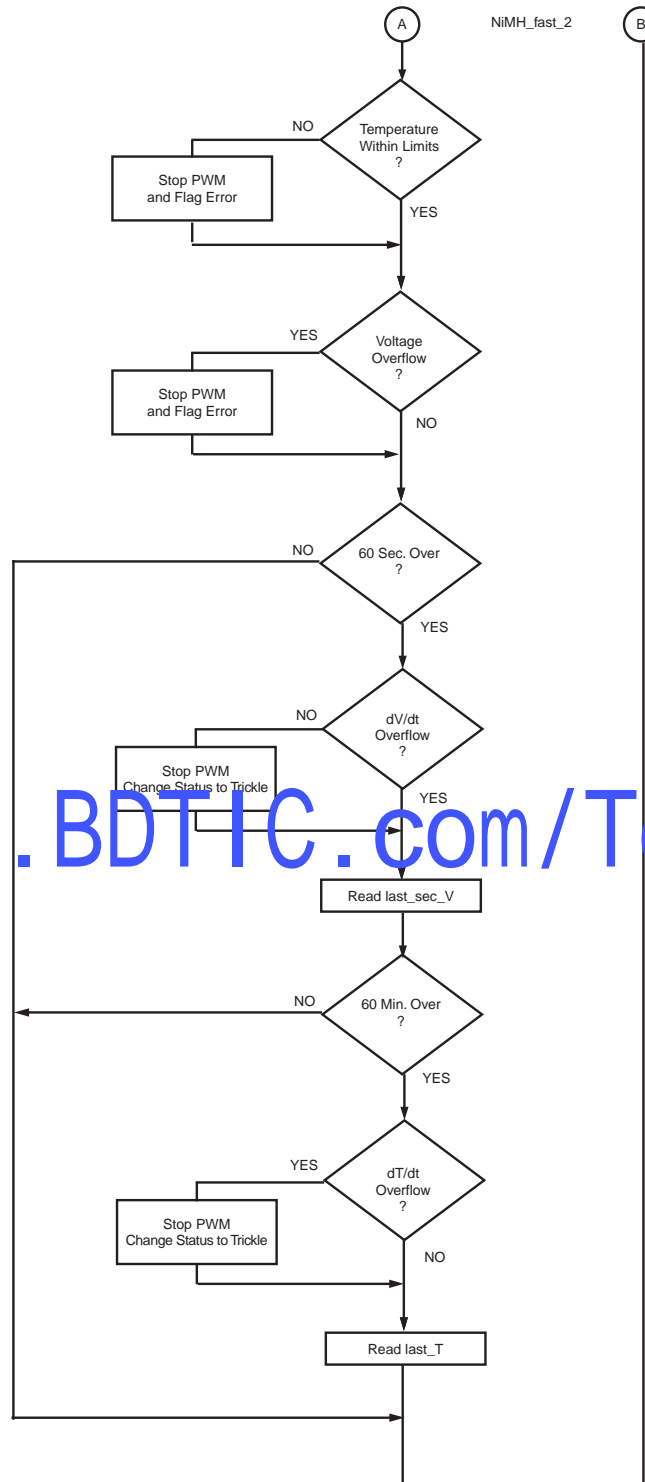 A
NiMH_fast_2
B
NO
Temperature
Within Limits
?
Stop PWM
and Flag Error
YES
YES
Voltage
Overflow
?
Stop PWM
and Flag Error
NO
NO
60 Sec. Over
?
YES
NO
dV/dt
Overflow
?
Stop PWM
Change Status to Trickle
YES
.BDTIC.com/T
Read last_sec_V
NO
60 Min. Over
?
YES
YES
dT/dt
Overflow
?
Stop PWM
Change Status to Trickle
NO
Read last_T